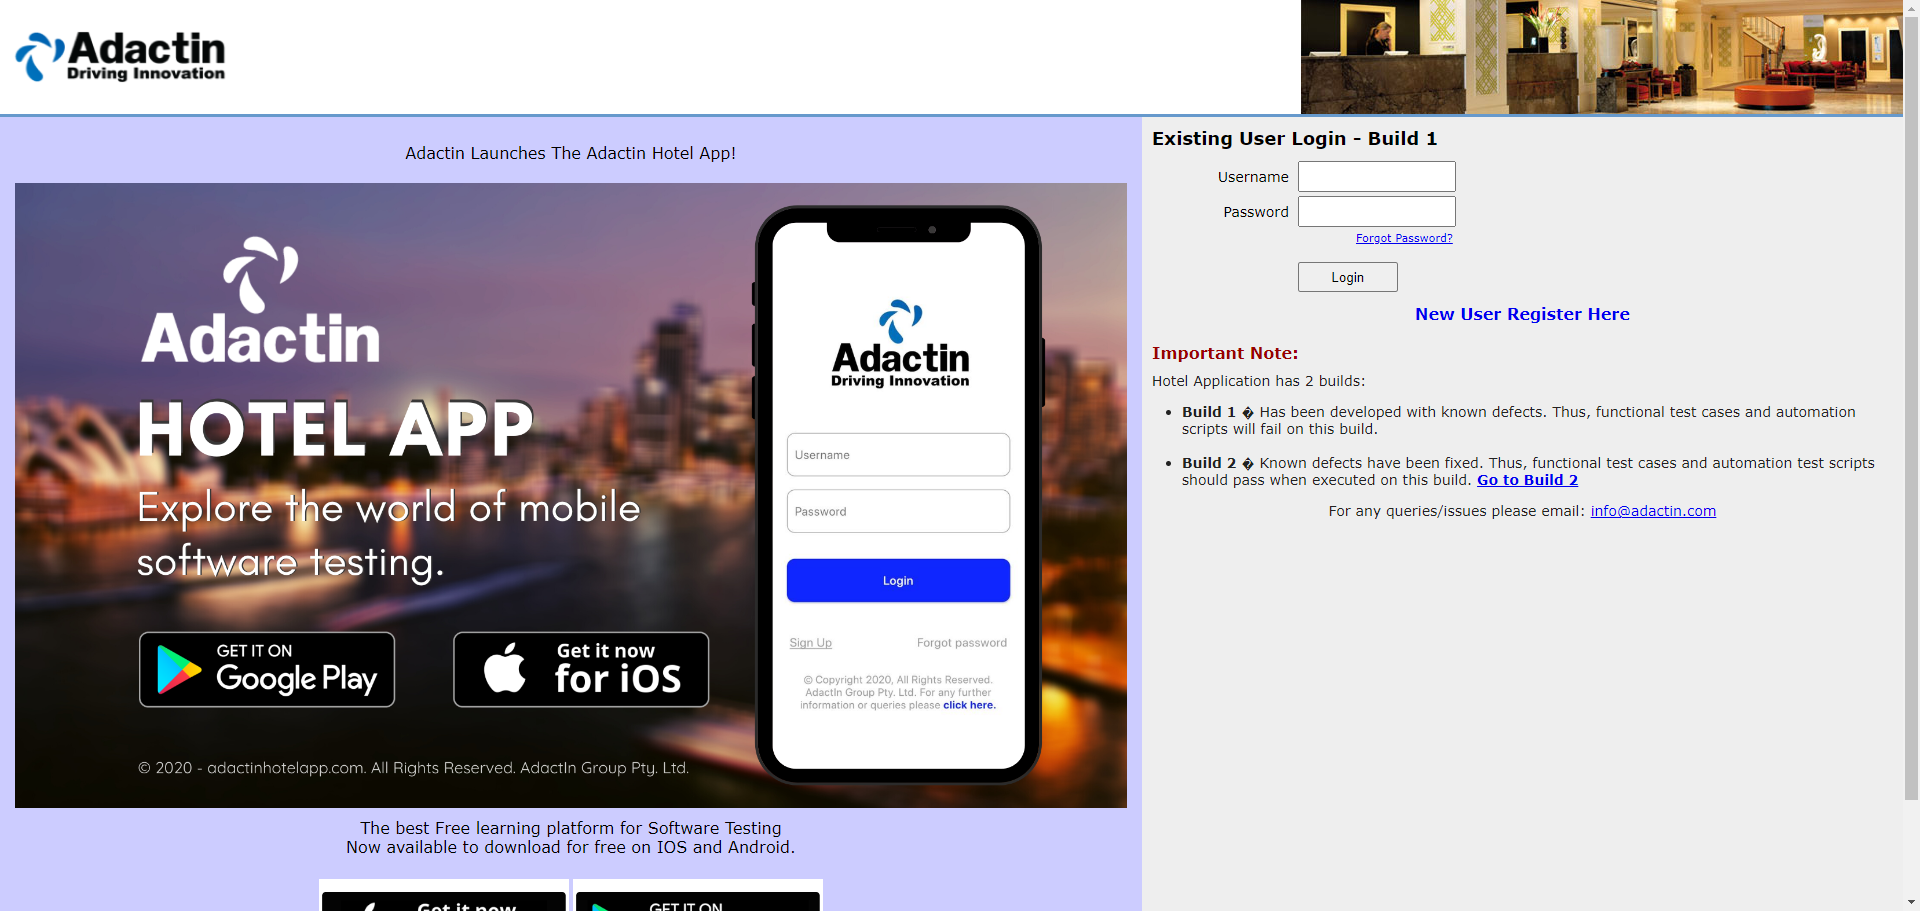 Adactin
Driving Innovation
Adactin Launches The Adactin Hotel App!
Adactin
HOTEL APP
Explore the world of mobile
software testing.
GET IT ON
Google Play
Get it now
for iOS
© 2020 - adactinhotelapp.com. All Rights Reserved. AdactIn Group Pty. Ltd.
Adactin
Driving Innovation
Username
Password
Login
Sign Up
Forgot password
© Copyright 2020, All Rights Reserved.
AdactIn Group Pty. Ltd. For any further
information or queries please click here.
The best Free learning platform for Software Testing
Now available to download for free on IOS and Android.
Get it now
GET IT ON
Existing User Login - Build 1
Username
Password
Forgot Password?
Login
New User Register Here
Important Note:
Hotel Application has 2 builds:
• Build 1 � Has been developed with known defects. Thus, functional test cases and automation
scripts will fail on this build.
• Build 2 � Known defects have been fixed. Thus, functional test cases and automation test scripts
should pass when executed on this build. Go to Build 2
For any queries/issues please email: info@adactin.com